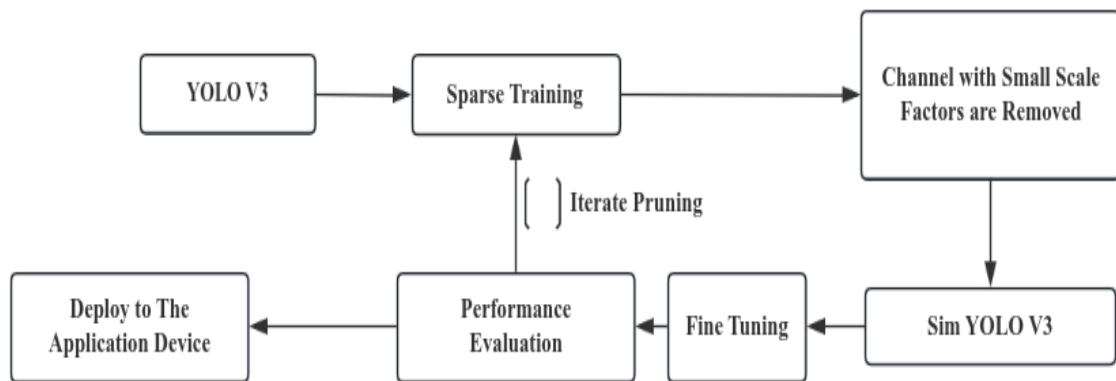 YOLO V3
Sparse Training
Channel with Small Scale
Factors are Removed
Iterate Pruning
Deploy to The
Application Device
Performance
Evaluation
Fine Tuning
Sim YOLO V3